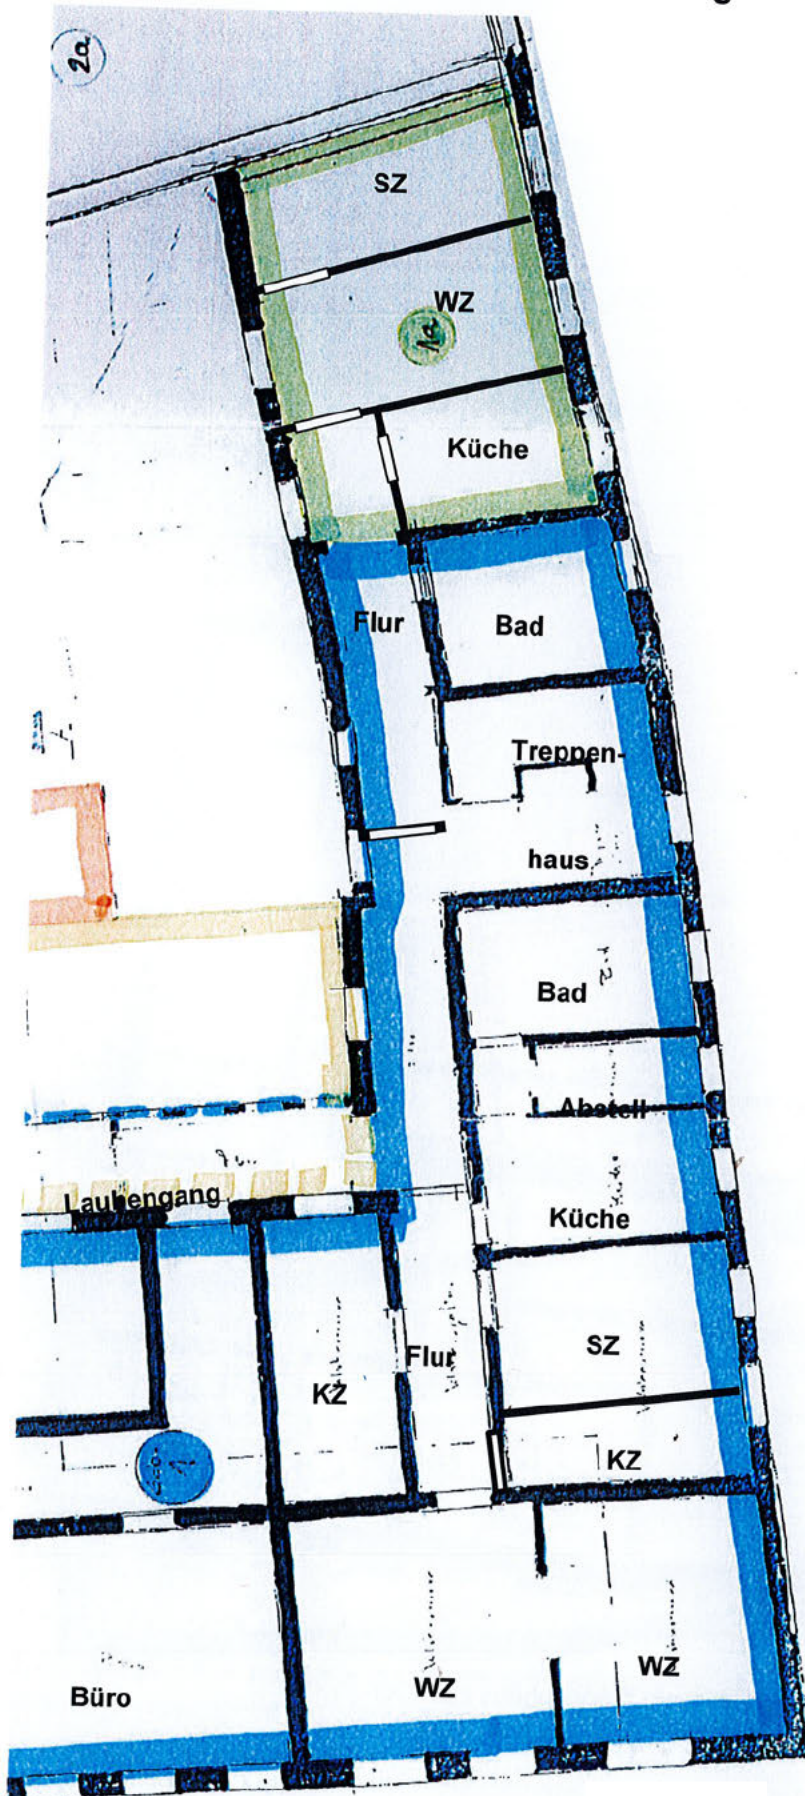 2a
SZ
WZ
1a
Küche
Flur
Bad
Treppen-
haus
Bad
Abstell
Laubengang
Küche
SZ
Flur
KZ
KZ
1
WZ
WZ
Büro